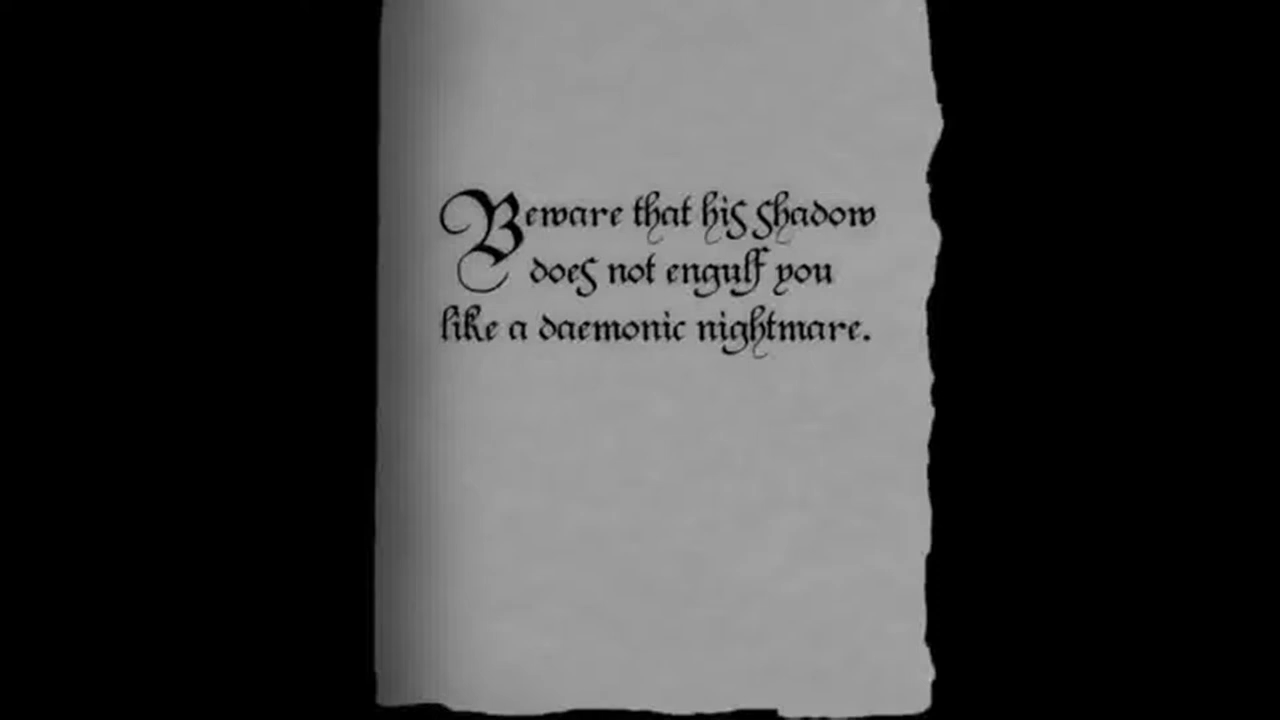 Beware that his shadow
does not engulf you
like a daemonic nightmare.